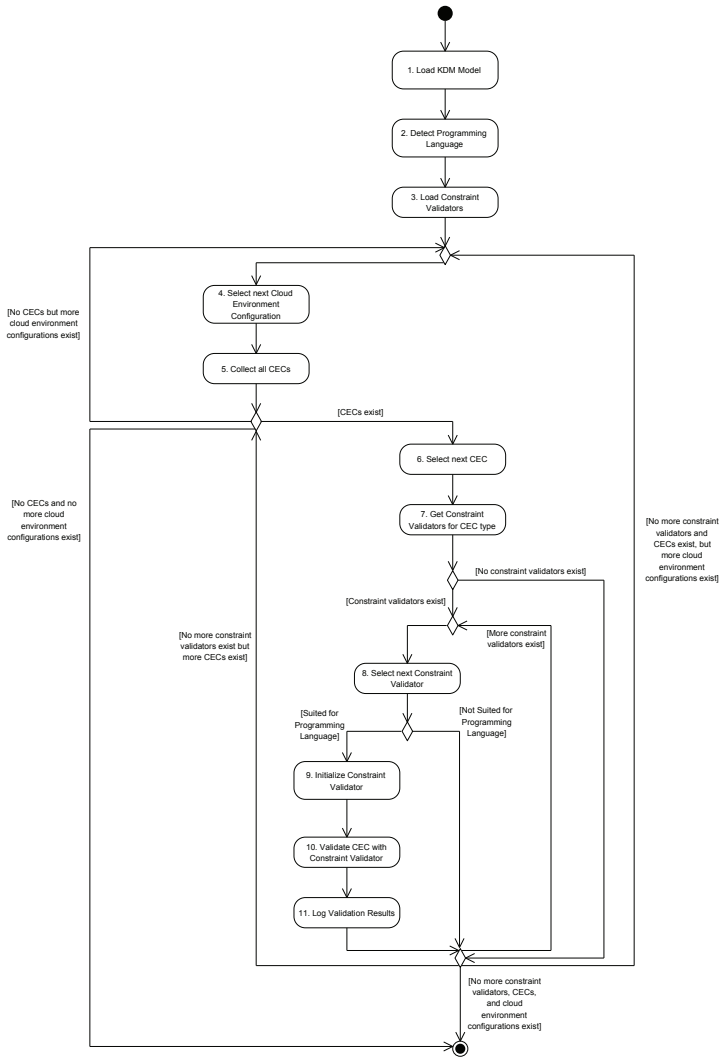 1. Load KDM Model
2. Detect Programming
Language
3. Load Constraint
Validators
4. Select next Cloud
Environment
Configuration
[No CECs but more
cloud environment
configurations exist]
5. Collect all CECs
[CECs exist]
6. Select next CEC
[No CECs and no
more cloud
environment
configurations exist]
7. Get Constraint
Validators for CEC type
[No more constraint
validators and
CECs exist, but
more cloud
environment
configurations exist]
[No constraint validators exist]
[Constraint validators exist]
[No more constraint
validators exist but
more CECs exist]
[More constraint
validators exist]
8. Select next Constraint
Validator
[Suited for
Programming
Language]
[Not Suited for
Programming
Language]
9. Initialize Constraint
Validator
10. Validate CEC with
Constraint Validator
11. Log Validation Results
[No more constraint
validators, CECs,
and cloud
environment
configurations exist]